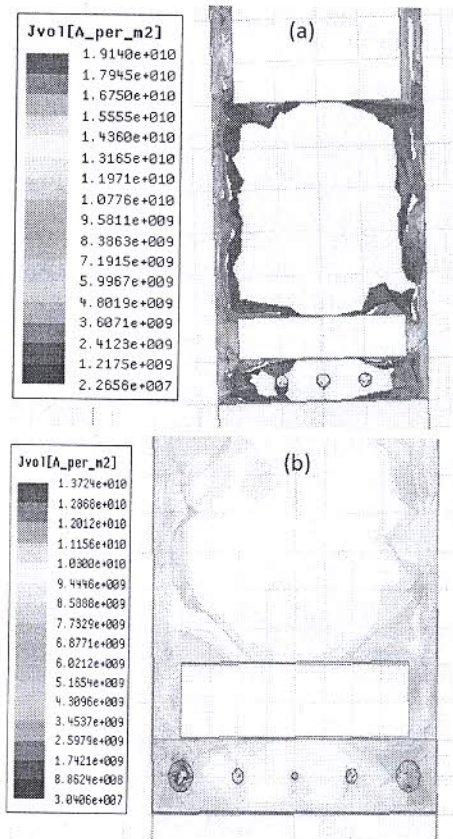 Jvol[A_per_m2]
1.9140e+010
1.7945e+010
1.6750e+010
1.5555e+010
1.4360e+010
1.3165e+010
1.1971e+010
1.0776e+010
9.5811e+009
8.3863e+009
7.1915e+009
5.9967e+009
4.8019e+009
3.6071e+009
2.4123e+009
1.2175e+009
2.2656e+007
(a)
Jvol[A_per_m2]
1.3724e+010
1.2868e+010
1.2012e+010
1.1156e+010
1.0300e+010
9.4446e+009
8.5888e+009
7.7329e+009
6.8771e+009
6.0212e+009
5.1654e+009
4.3096e+009
3.4537e+009
2.5979e+009
1.7421e+009
8.8624e+008
3.0406e+007
(b)